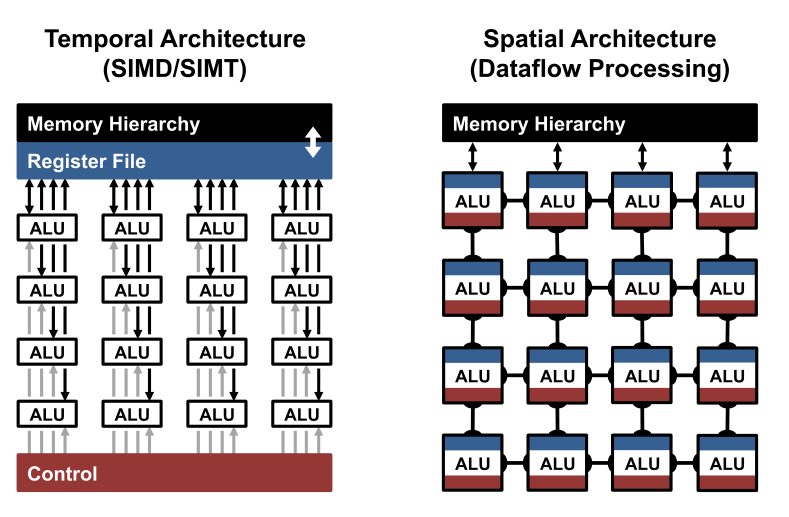 Temporal Architecture
(SIMD/SIMT)
Memory Hierarchy
Register File
ALU ALU ALU ALU
ALU ALU ALU ALU
ALU ALU ALU ALU
ALU ALU ALU ALU
Control
Spatial Architecture
(Dataflow Processing)
Memory Hierarchy
ALU ALU ALU ALU
ALU ALU ALU ALU
ALU ALU ALU ALU
ALU ALU ALU ALU